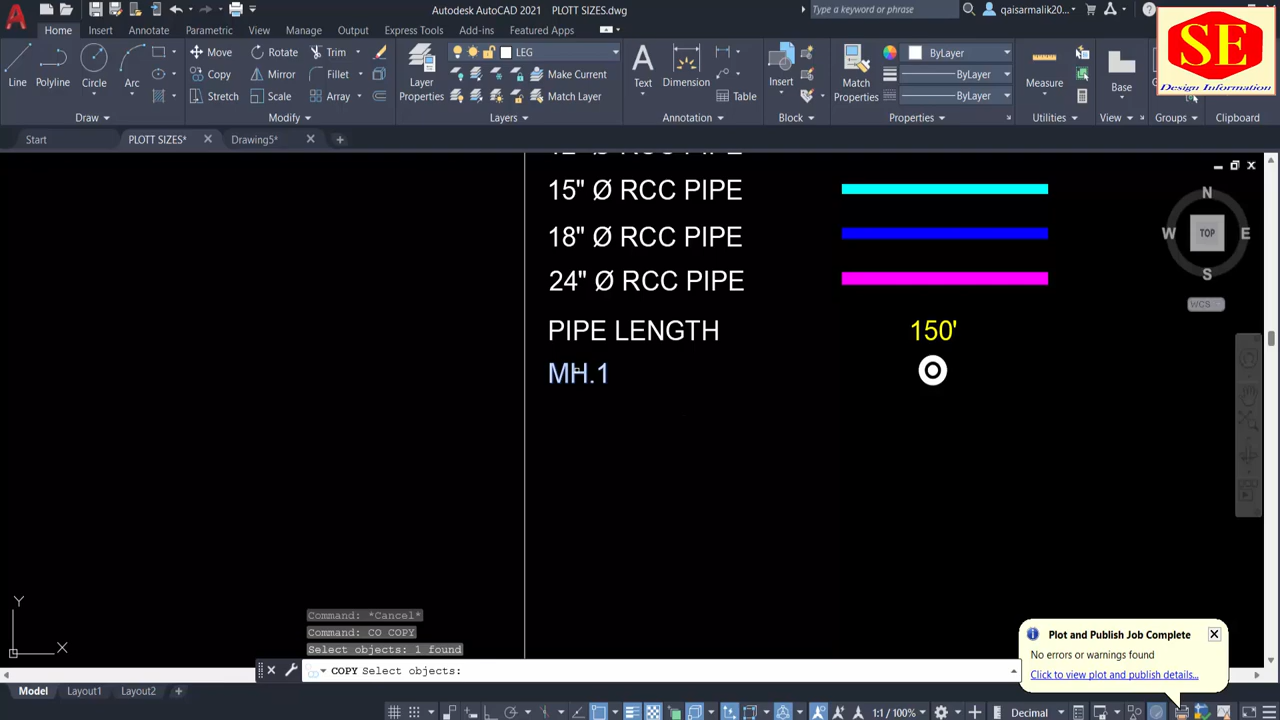 Autodesk AutoCAD 2021 PLOTT SIZES.dwg
Type a keyword or phrase
qaisarmalik20...
SE
Design Information
Home Insert Annotate Parametric View Manage Output Add-ins Collaborate Express Tools Featured Apps
Line Polyline Circle Arc
Move Rotate Trim
Copy Mirror Fillet
Stretch Scale Array
Layer Properties
LEG
Make Current
Match Layer
Text Dimension Table
Insert
Match Properties
ByLayer
ByLayer
ByLayer
Measure
Base
Draw Modify Layers Annotation Block Properties Utilities View Groups Clipboard
Start PLOTT SIZES* Drawing5*
15" Ø RCC PIPE
18" Ø RCC PIPE
24" Ø RCC PIPE
PIPE LENGTH 150'
MH.1
N
W TOP E
S
WCS
Y
X
Command: *Cancel*
Command: CO COPY
Select objects: 1 found
COPY Select objects:
Plot and Publish Job Complete
No errors or warnings found
Click to view plot and publish details...
Model Layout1 Layout2
1:1 / 100% Decimal